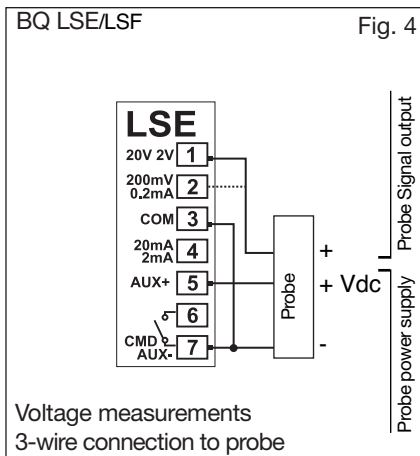 BQ LSE/LSF
Fig. 4
LSE
20V 2V 1
200mV
0.2mA 2
COM 3
20mA
2mA 4
AUX+ 5
6
CMD
AUX- 7
Probe
+
+ Vdc
-
Probe Signal output
Probe power supply
Voltage measurements
3-wire connection to probe